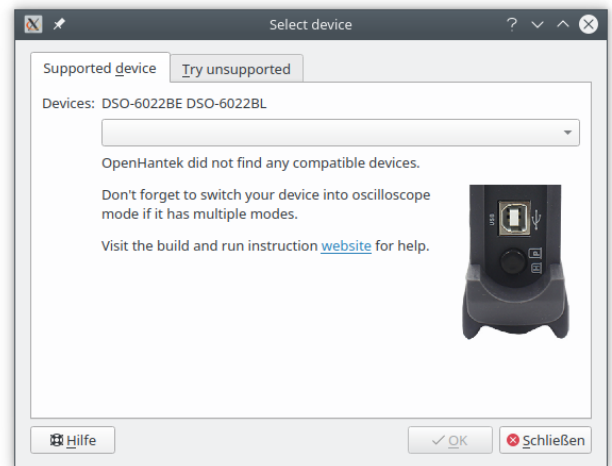 Select device
Supported device
Try unsupported
Devices: DSO-6022BE DSO-6022BL
OpenHantek did not find any compatible devices.
Don't forget to switch your device into oscilloscope
mode if it has multiple modes.
Visit the build and run instruction website for help.
USB
P
H
Hilfe
OK
Schließen